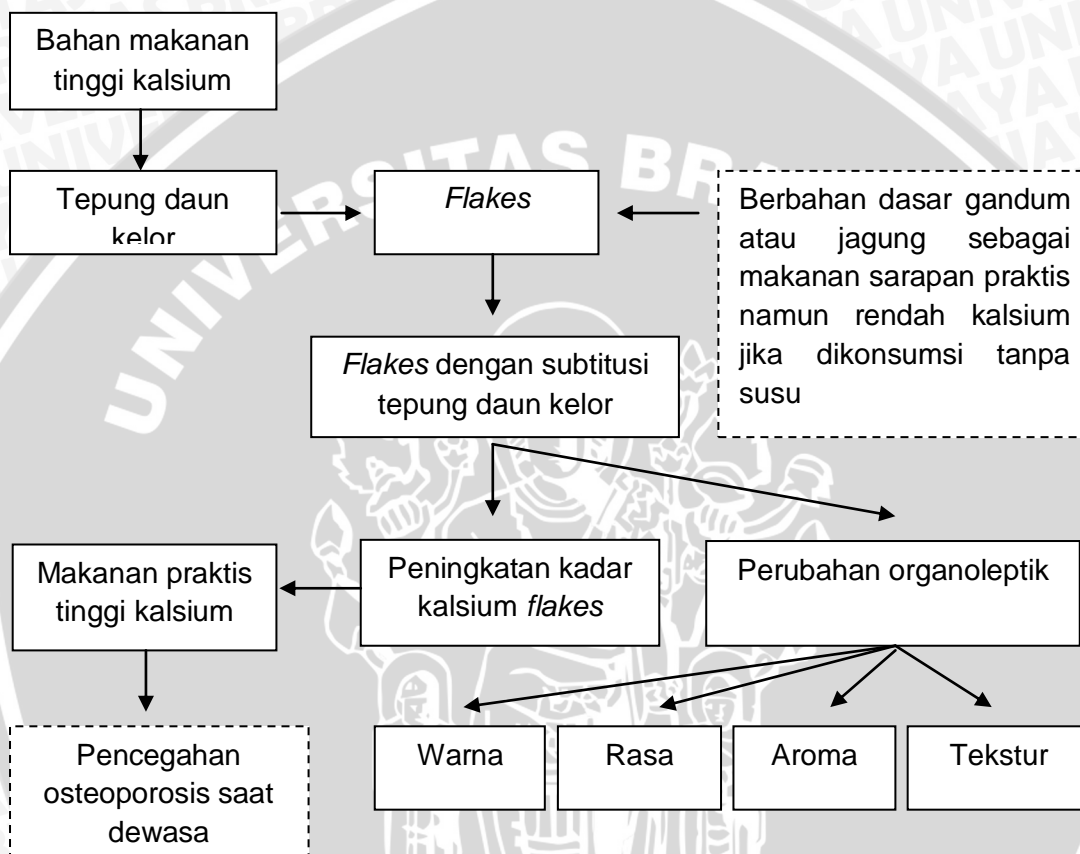 Bahan makanan
tinggi kalsium
Tepung daun
kelor
Flakes
Berbahan dasar gandum
atau jagung sebagai
makanan sarapan praktis
namun rendah kalsium
jika dikonsumsi tanpa
susu
Flakes dengan subtitusi
tepung daun kelor
Makanan praktis
tinggi kalsium
Peningkatan kadar
kalsium flakes
Perubahan organoleptik
Pencegahan
osteoporosis saat
dewasa
Warna
Rasa
Aroma
Tekstur
UNIVERSITAS BRA